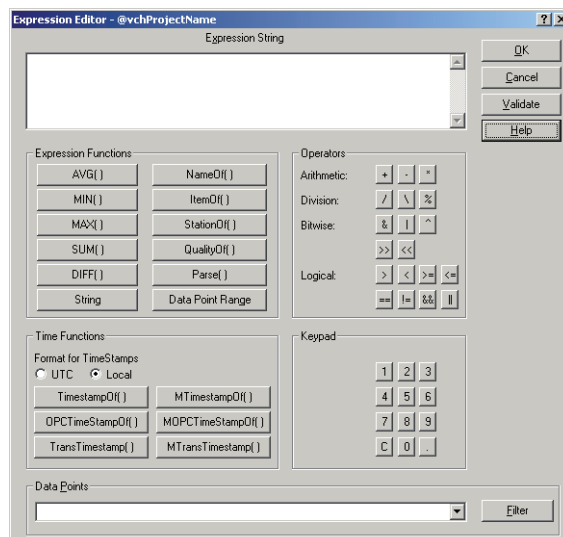 Expression Editor - @vchProjectName ? x
Expression String
OK
Cancel
Validate
Help
Expression Functions
AVG( ) NameOf( )
MIN( ) ItemOf( )
MAX( ) StationOf( )
SUM( ) QualityOf( )
DIFF( ) Parse( )
String Data Point Range
Operators
Arithmetic: + - *
Division: / \ %
Bitwise: & | ^
>> <<
Logical: > < >= <=
== != && ||
Time Functions
Format for TimeStamps
UTC Local
TimestampOf( ) MTimestampOf( )
OPCTimeStampOf( ) MOPCTimeStampOf( )
TransTimestamp( ) MTransTimestamp( )
Keypad
1 2 3
4 5 6
7 8 9
C 0 .
Data Points
Filter